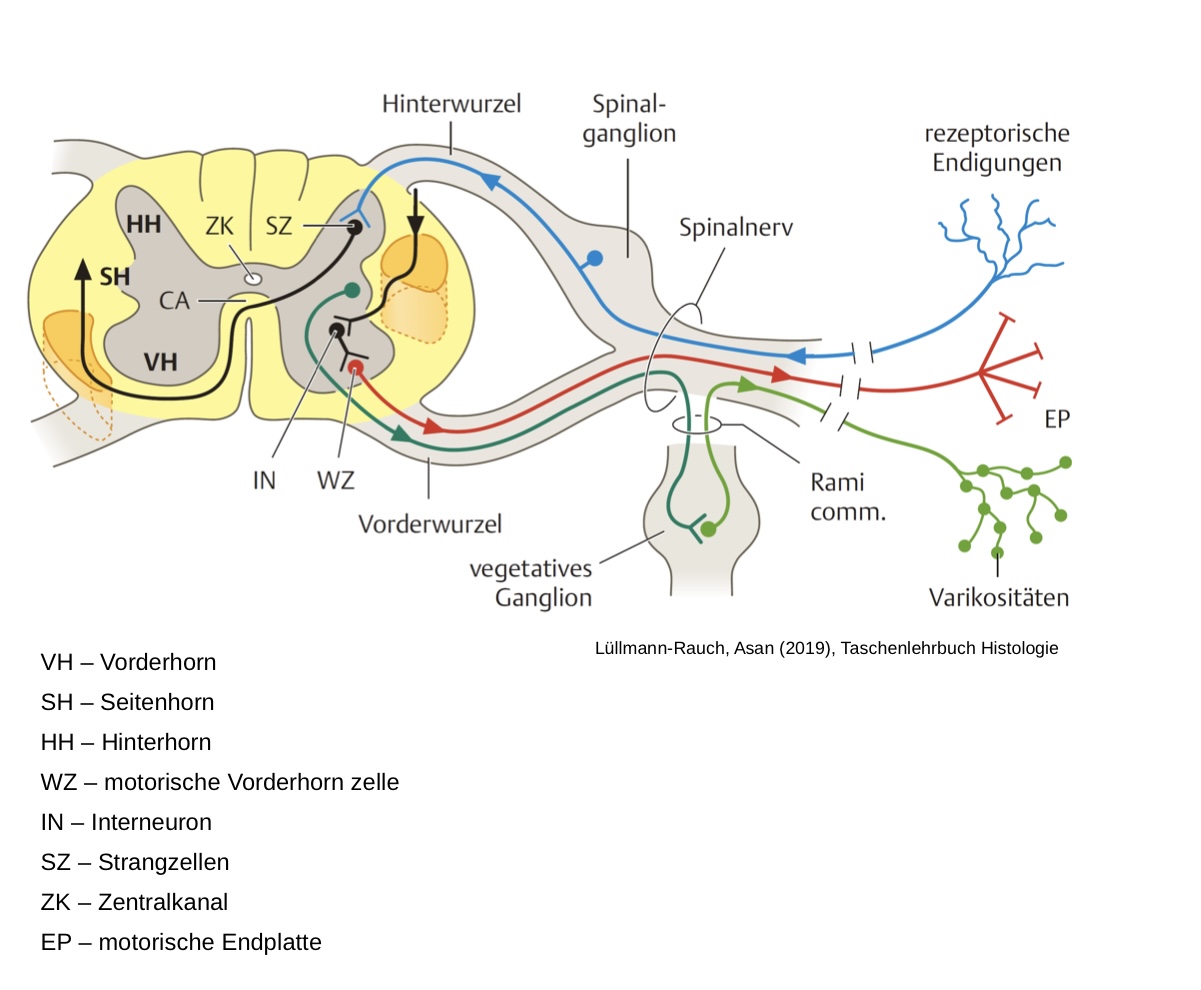 Hinterwurzel
Spinal-
ganglion
rezeptorische
Endigungen
HH
ZK
SZ
Spinalnerv
SH
CA
VH
EP
IN
WZ
Rami
comm.
Vorderwurzel
vegetatives
Ganglion
Varikositäten
Lüllmann-Rauch, Asan (2019), Taschenlehrbuch Histologie
VH – Vorderhorn
SH – Seitenhorn
HH – Hinterhorn
WZ – motorische Vorderhorn zelle
IN – Interneuron
SZ – Strangzellen
ZK – Zentralkanal
EP – motorische Endplatte